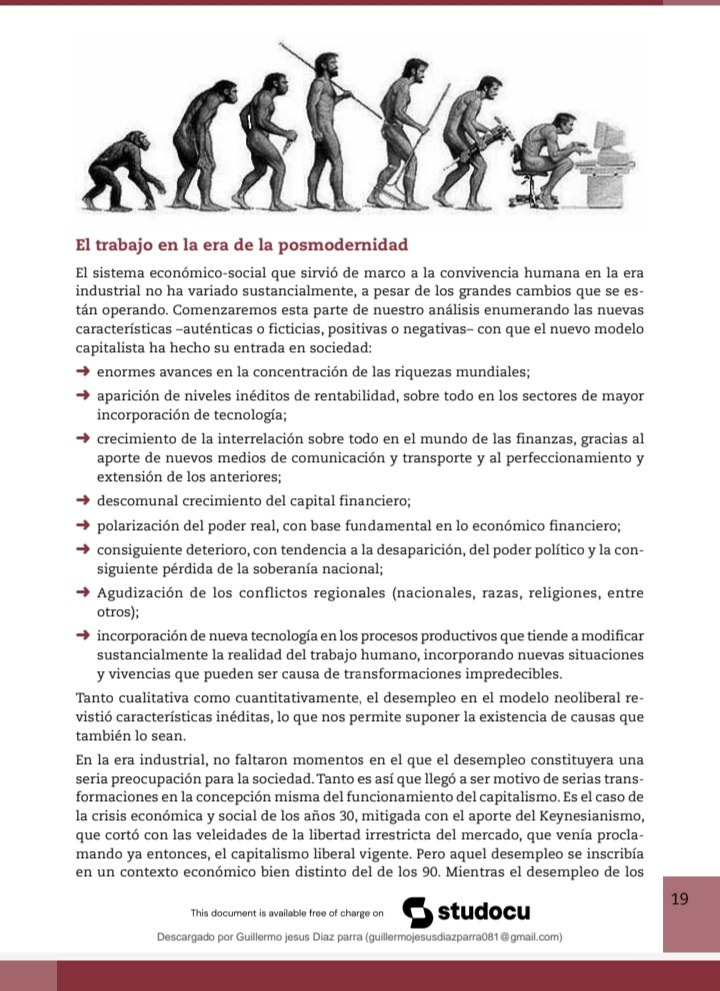 El trabajo en la era de la posmodernidad
El sistema económico-social que sirvió de marco a la convivencia humana en la era
industrial no ha variado sustancialmente, a pesar de los grandes cambios que se es-
tán operando. Comenzaremos esta parte de nuestro análisis enumerando las nuevas
características –auténticas o ficticias, positivas o negativas– con que el nuevo modelo
capitalista ha hecho su entrada en sociedad:
➜ enormes avances en la concentración de las riquezas mundiales;
➜ aparición de niveles inéditos de rentabilidad, sobre todo en los sectores de mayor
incorporación de tecnología;
➜ crecimiento de la interrelación sobre todo en el mundo de las finanzas, gracias al
aporte de nuevos medios de comunicación y transporte y al perfeccionamiento y
extensión de los anteriores;
➜ descomunal crecimiento del capital financiero;
➜ polarización del poder real, con base fundamental en lo económico financiero;
➜ consiguiente deterioro, con tendencia a la desaparición, del poder político y la con-
siguiente pérdida de la soberanía nacional;
➜ Agudización de los conflictos regionales (nacionales, razas, religiones, entre
otros);
➜ incorporación de nueva tecnología en los procesos productivos que tiende a modificar
sustancialmente la realidad del trabajo humano, incorporando nuevas situaciones
y vivencias que pueden ser causa de transformaciones impredecibles.
Tanto cualitativa como cuantitativamente, el desempleo en el modelo neoliberal re-
vistió características inéditas, lo que nos permite suponer la existencia de causas que
también lo sean.
En la era industrial, no faltaron momentos en el que el desempleo constituyera una
seria preocupación para la sociedad. Tanto es así que llegó a ser motivo de serias trans-
formaciones en la concepción misma del funcionamiento del capitalismo. Es el caso de
la crisis económica y social de los años 30, mitigada con el aporte del Keynesianismo,
que cortó con las veleidades de la libertad irrestricta del mercado, que venía procla-
mando ya entonces, el capitalismo liberal vigente. Pero aquel desempleo se inscribía
en un contexto económico bien distinto del de los 90. Mientras el desempleo de los
19
This document is available free of charge on studocu
Descargado por Guillermo jesus Diaz parra (guillermojesusdiazparra081@gmail.com)